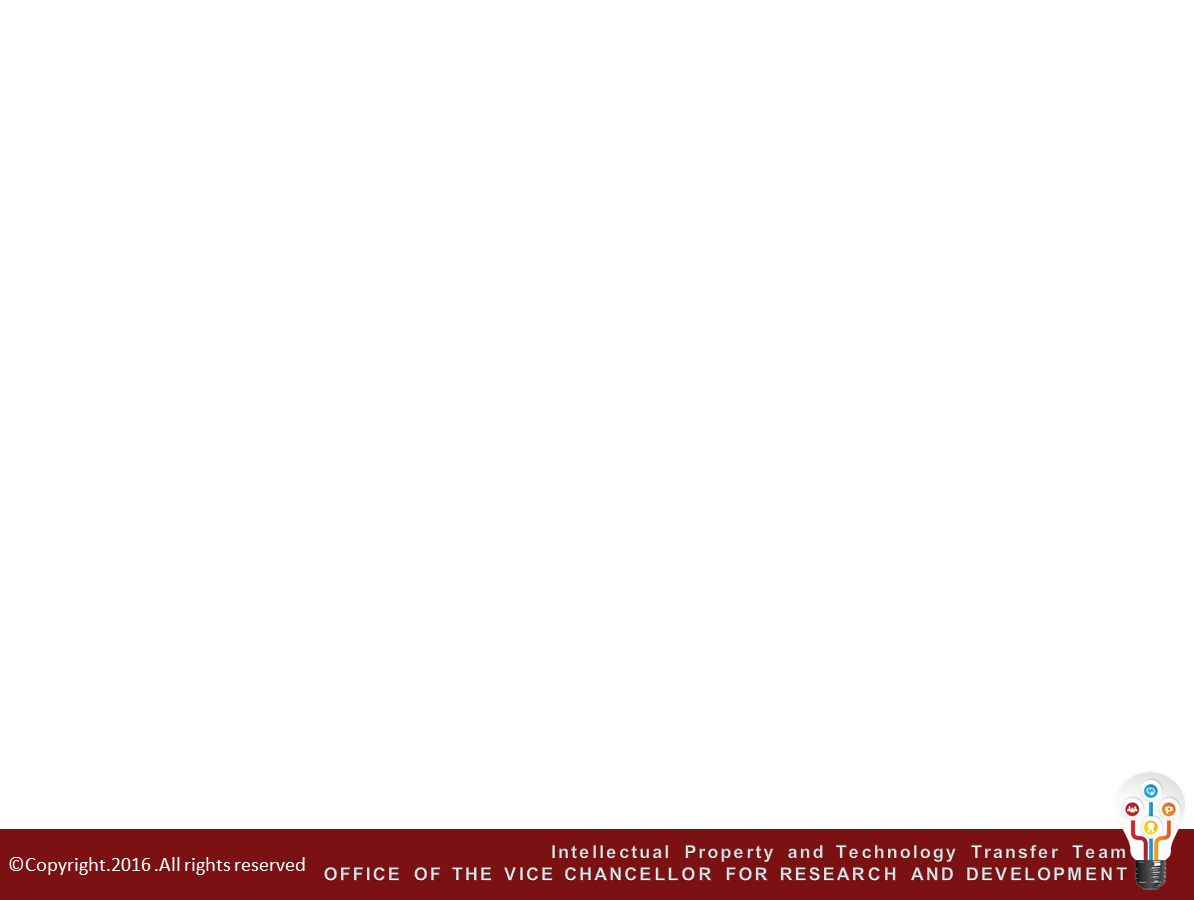 ©Copyright.2016 .All rights reserved
Intellectual Property and Technology Transfer Team
OFFICE OF THE VICE CHANCELLOR FOR RESEARCH AND DEVELOPMENT